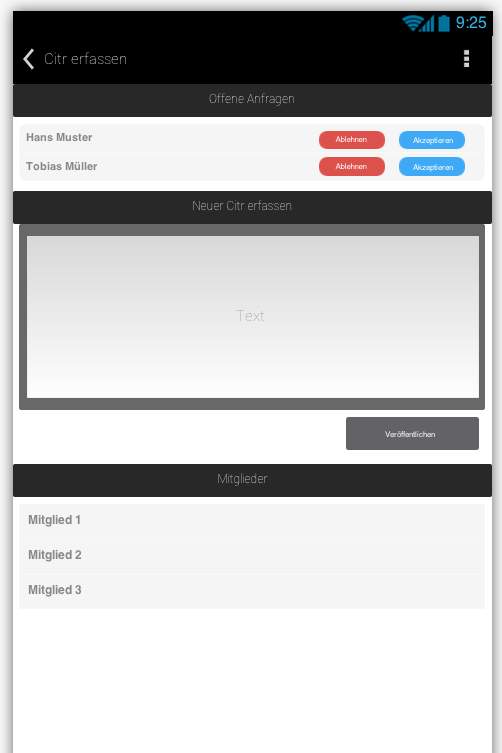 9:25
Citr erfassen
Offene Anfragen
Hans Muster Ablehnen Akzeptieren
Tobias Müller Ablehnen Akzeptieren
Neuer Citr erfassen
Text
Veröffentlichen
Mitglieder
Mitglied 1
Mitglied 2
Mitglied 3